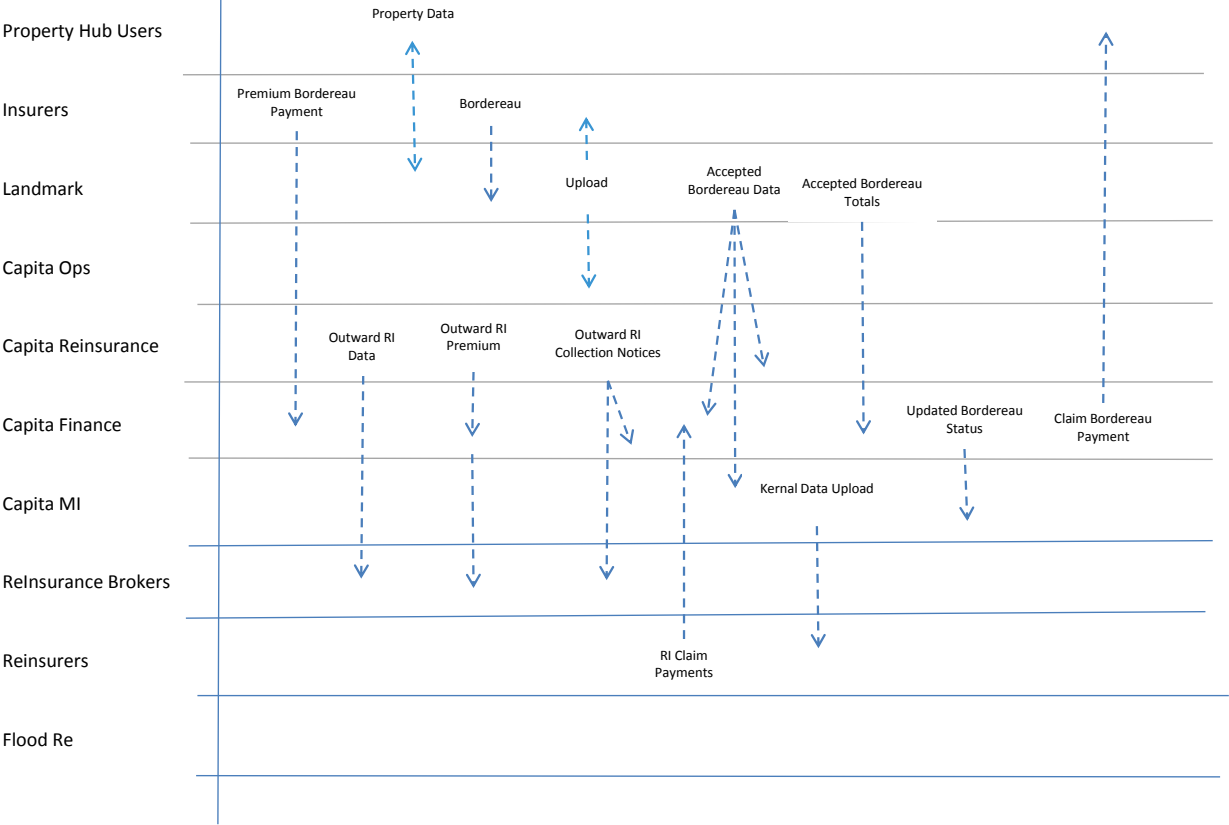 Property Data
Property Hub Users
Premium Bordereau
Payment
Bordereau
Insurers
Landmark
Upload
Accepted
Bordereau Data
Accepted Bordereau
Totals
Capita Ops
Capita Reinsurance
Outward RI
Data
Outward RI
Premium
Outward RI
Collection Notices
Capita Finance
Updated Bordereau
Status
Claim Bordereau
Payment
Capita MI
Kernal Data Upload
ReInsurance Brokers
Reinsurers
RI Claim
Payments
Flood Re